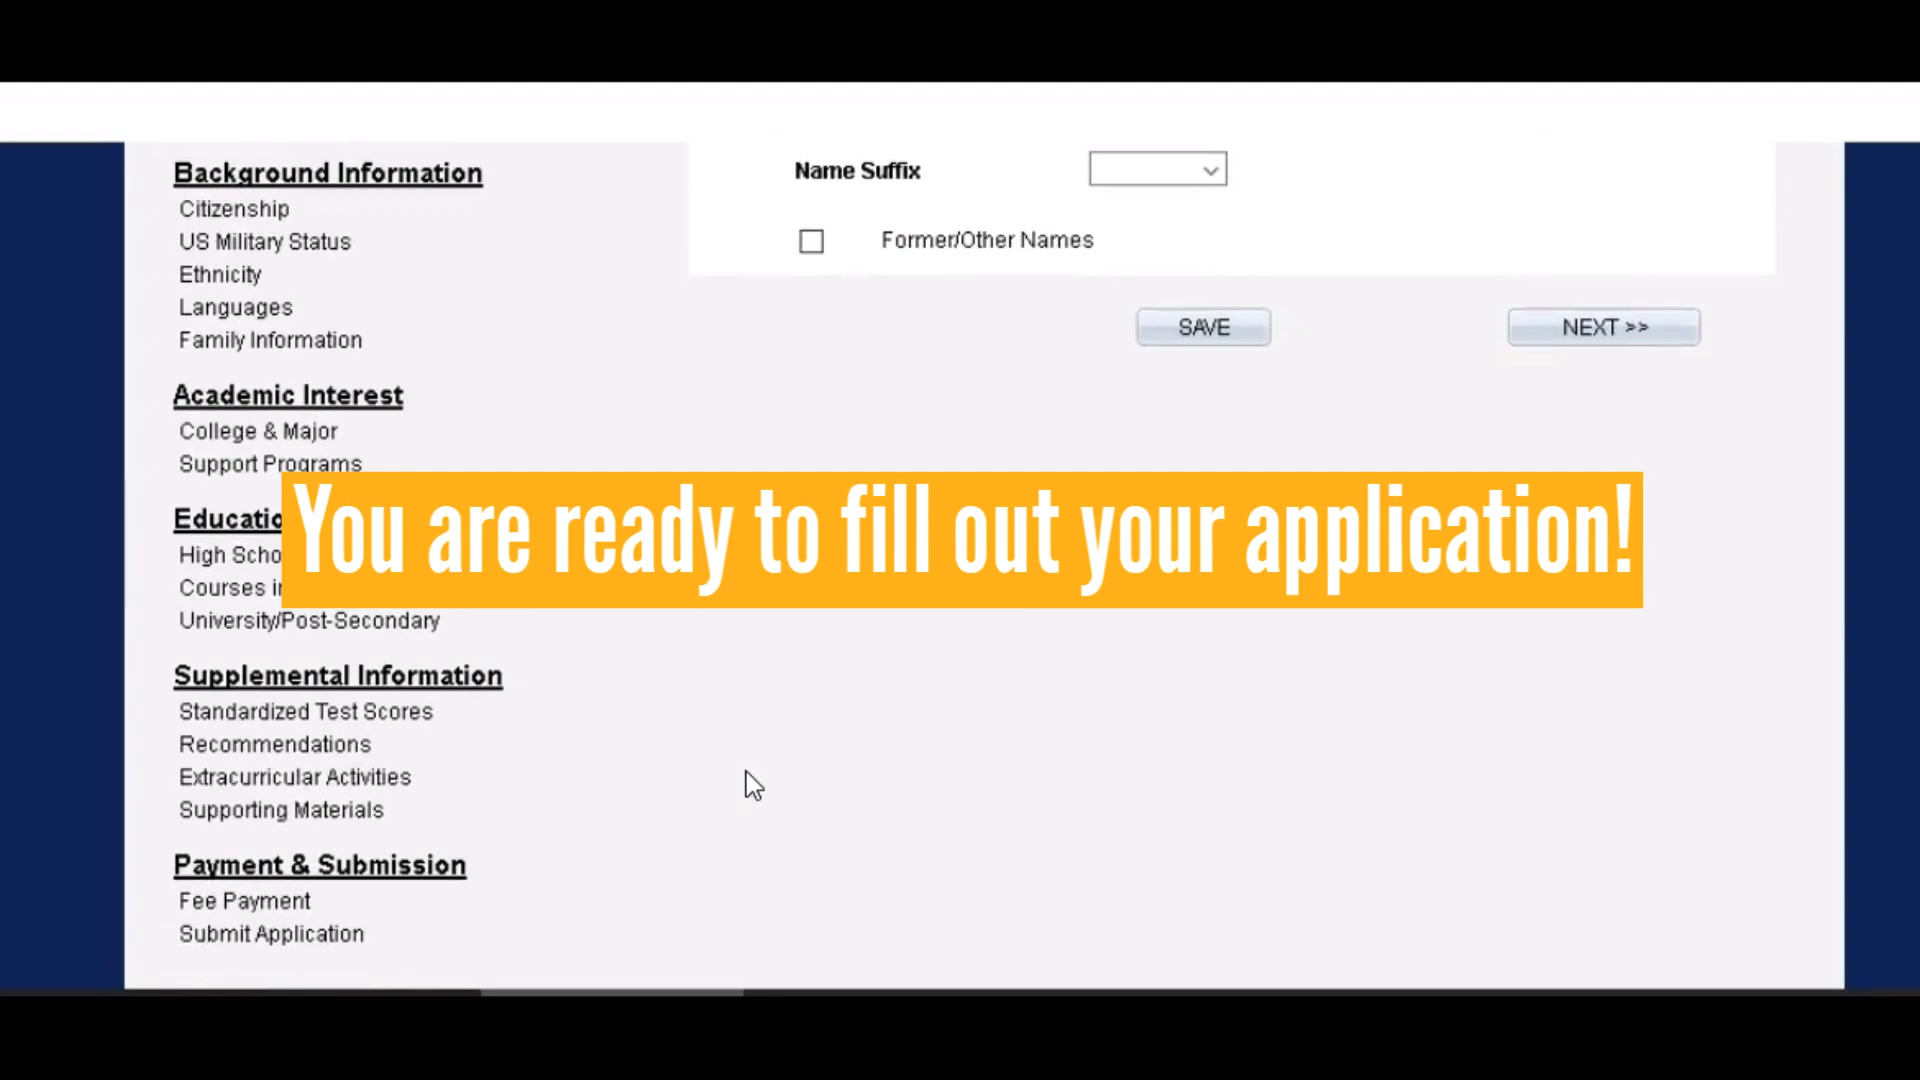 Background Information
Citizenship
US Military Status
Ethnicity
Languages
Family Information
Academic Interest
College & Major
Support Programs
High
University/Post-Secondary
Supplemental Information
Standardized Test Scores
Recommendations
Extracurricular Activities
Supporting Materials
Payment & Submission
Fee Payment
Submit Application
Name Suffix
Former/Other Names
SAVE
NEXT >>
You are ready to fill out your application!
Courses